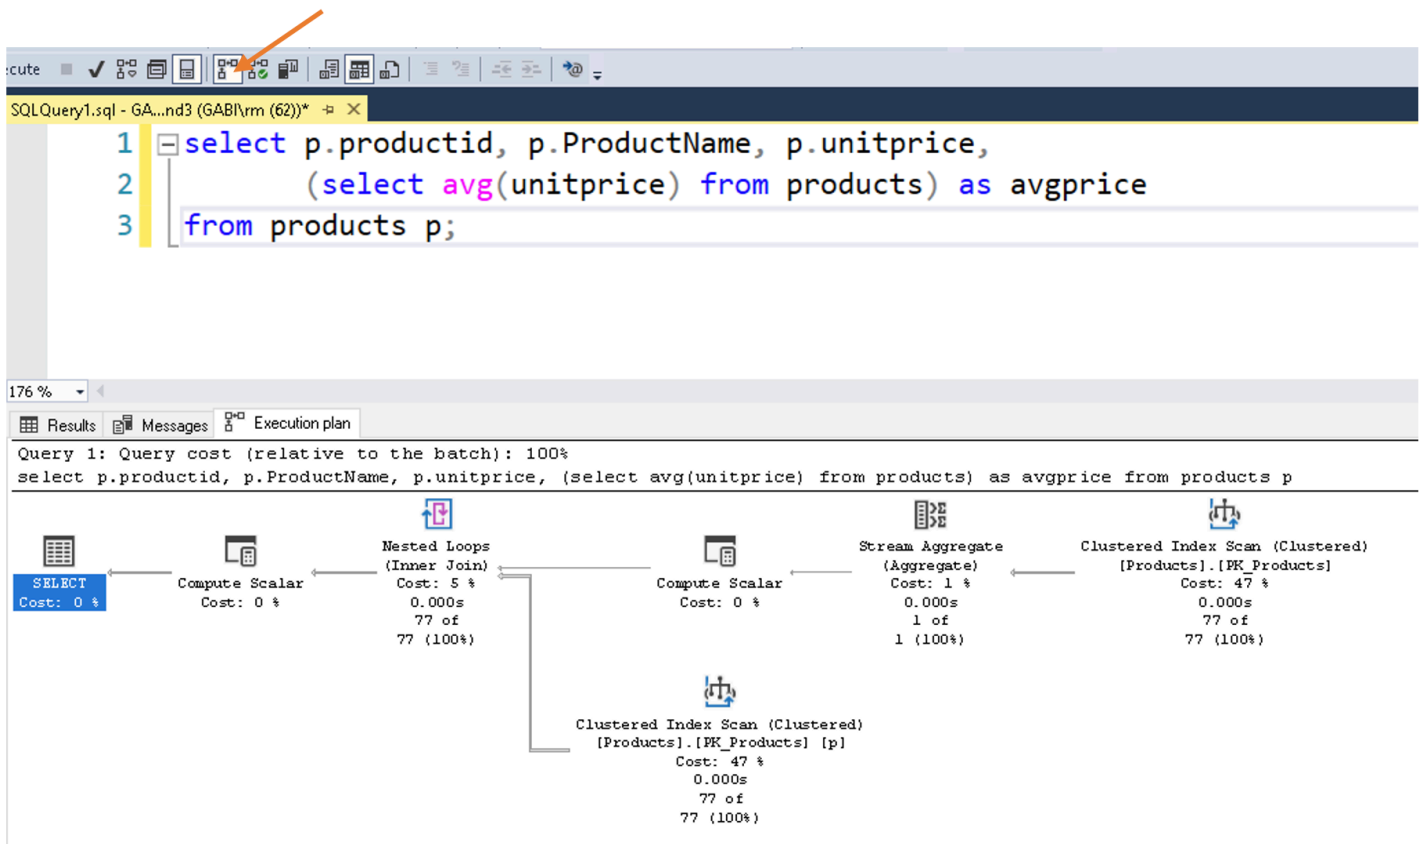 cute
SQLQuery1.sql - GA...nd3 (GABI\rm (62))*
1 select p.productid, p.ProductName, p.unitprice,
2 (select avg(unitprice) from products) as avgprice
3 from products p;
176 %
Results Messages Execution plan
Query 1: Query cost (relative to the batch): 100%
select p.productid, p.ProductName, p.unitprice, (select avg(unitprice) from products) as avgprice from products p
SELECT
Cost: 0 %
Compute Scalar
Cost: 0 %
Nested Loops
(Inner Join)
Cost: 5 %
0.000s
77 of
77 (100%)
Compute Scalar
Cost: 0 %
Stream Aggregate
(Aggregate)
Cost: 1 %
0.000s
1 of
1 (100%)
Clustered Index Scan (Clustered)
[Products].[PK_Products]
Cost: 47 %
0.000s
77 of
77 (100%)
Clustered Index Scan (Clustered)
[Products].[PK_Products] [p]
Cost: 47 %
0.000s
77 of
77 (100%)